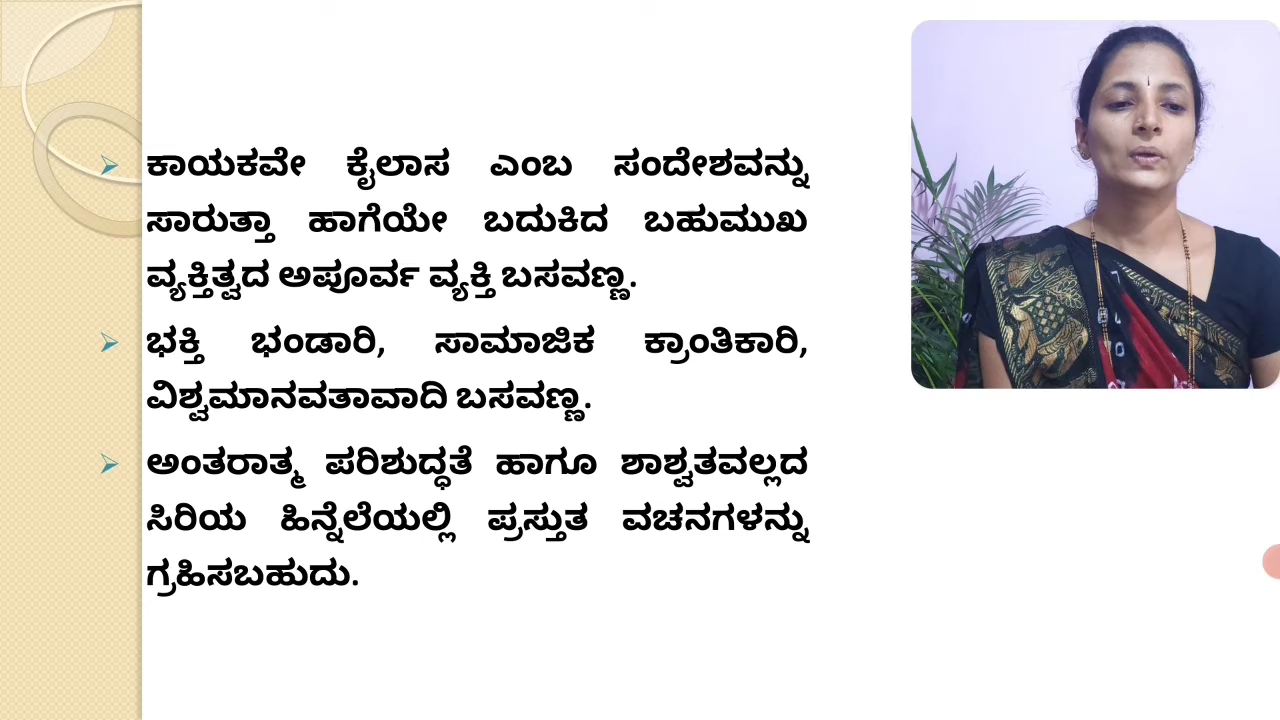 ಕಾಯಕವೇ ಕೈಲಾಸ ಎಂಬ ಸಂದೇಶವನ್ನು
ಸಾರುತ್ತಾ ಹಾಗೆಯೇ ಬದುಕಿದ ಬಹುಮುಖ
ವ್ಯಕ್ತಿತ್ವದ ಅಪೂರ್ವ ವ್ಯಕ್ತಿ ಬಸವಣ್ಣ.
ಭಕ್ತಿ ಭಂಡಾರಿ, ಸಾಮಾಜಿಕ ಕ್ರಾಂತಿಕಾರಿ,
ವಿಶ್ವಮಾನವತಾವಾದಿ ಬಸವಣ್ಣ.
ಅಂತರಾತ್ಮ ಪರಿಶುದ್ಧತೆ ಹಾಗೂ ಶಾಶ್ವತವಲ್ಲದ
ಸಿರಿಯ ಹಿನ್ನೆಲೆಯಲ್ಲಿ ಪ್ರಸ್ತುತ ವಚನಗಳನ್ನು
ಗ್ರಹಿಸಬಹುದು.